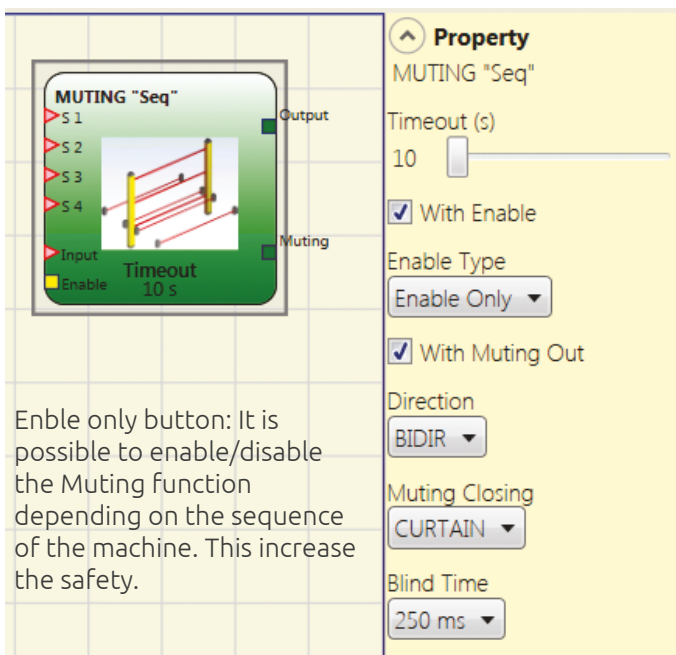 MUTING "Seq"
S 1
S 2
S 3
S 4
Input
Enable
Output
Muting
Timeout
10 s
Enble only button: It is
possible to enable/disable
the Muting function
depending on the sequence
of the machine. This increase
the safety.
Property
MUTING "Seq"
Timeout (s)
10
With Enable
Enable Type
Enable Only
With Muting Out
Direction
BIDIR
Muting Closing
CURTAIN
Blind Time
250 ms